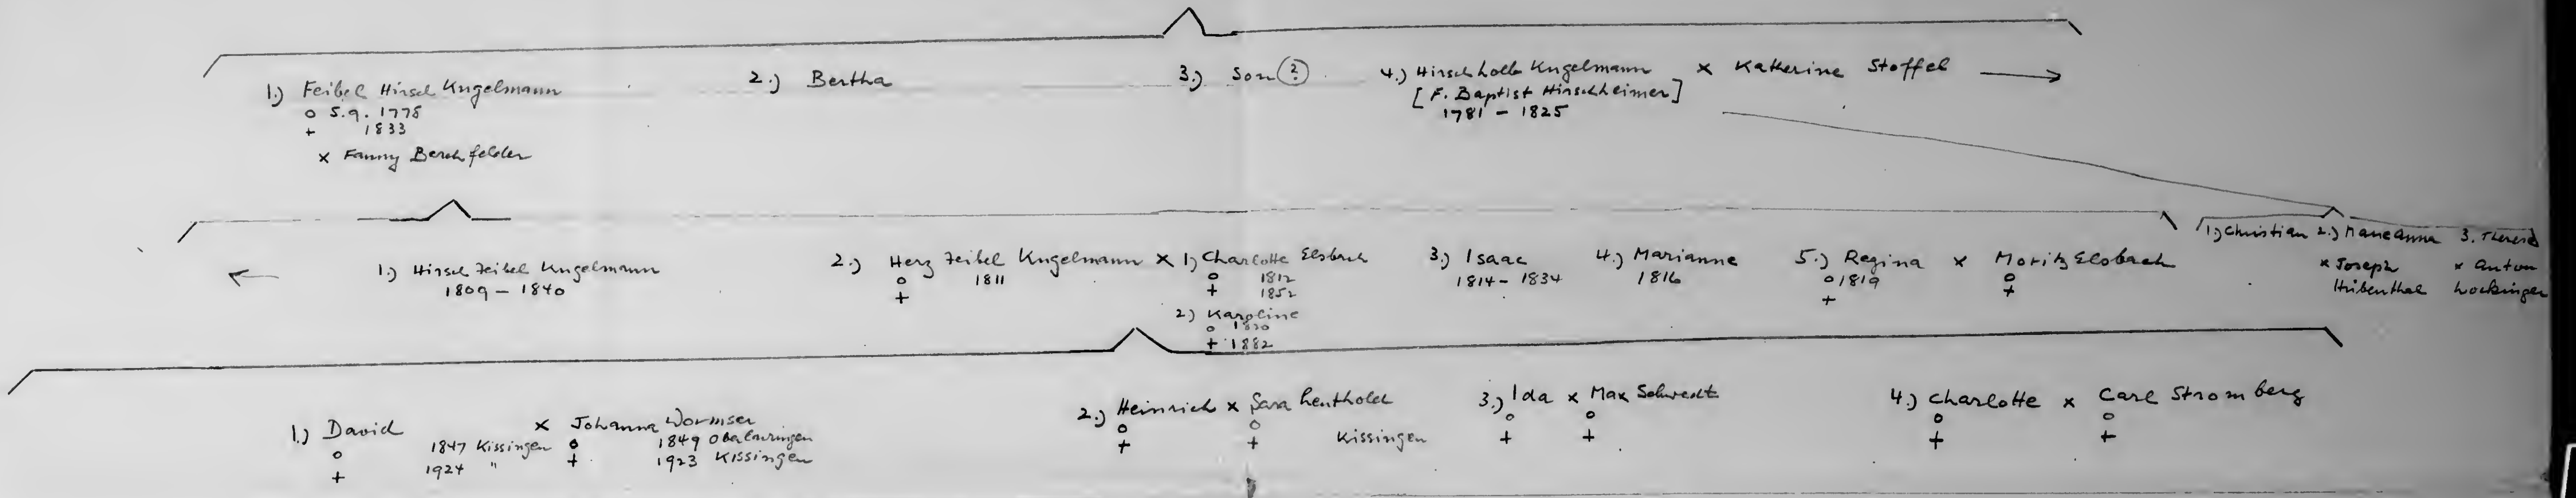 1.) Feibel Hirsch Kugelmann
o 5.9. 1778
+ 1833
x Fanny Berchfelder
2.) Bertha
3.) Son (?)
4.) Hirsch Kugelmann x Katherine Stoffel →
[F. Baptist Hirschheimer]
1781 - 1825
← 1.) Hirsch Feibel Kugelmann
1809 - 1840
2.) Herz Feibel Kugelmann x 1) Charlotte Elsbach
o 1811 o 1812
+ + 1852
2) Karoline
o 1830
+ 1882
3.) Isaac
1814 - 1834
4.) Marianne
1816
5.) Regina x Moritz Elsbach
o 1819 o
+ +
1.) Christian 2.) Marianna 3. Therese
x Joseph x Anton
Hubenthal
1.) David x Johanna Wormser
o 1847 Kissingen o 1849 Oberlauringen
+ 1924 " + 1923 Kissingen
2.) Heinrich x Sara
o o
+ + Kissingen
3.) Ida x Max Schwedt
o o
+ +
4.) Charlotte x Carl Stromberg
o o
+ +